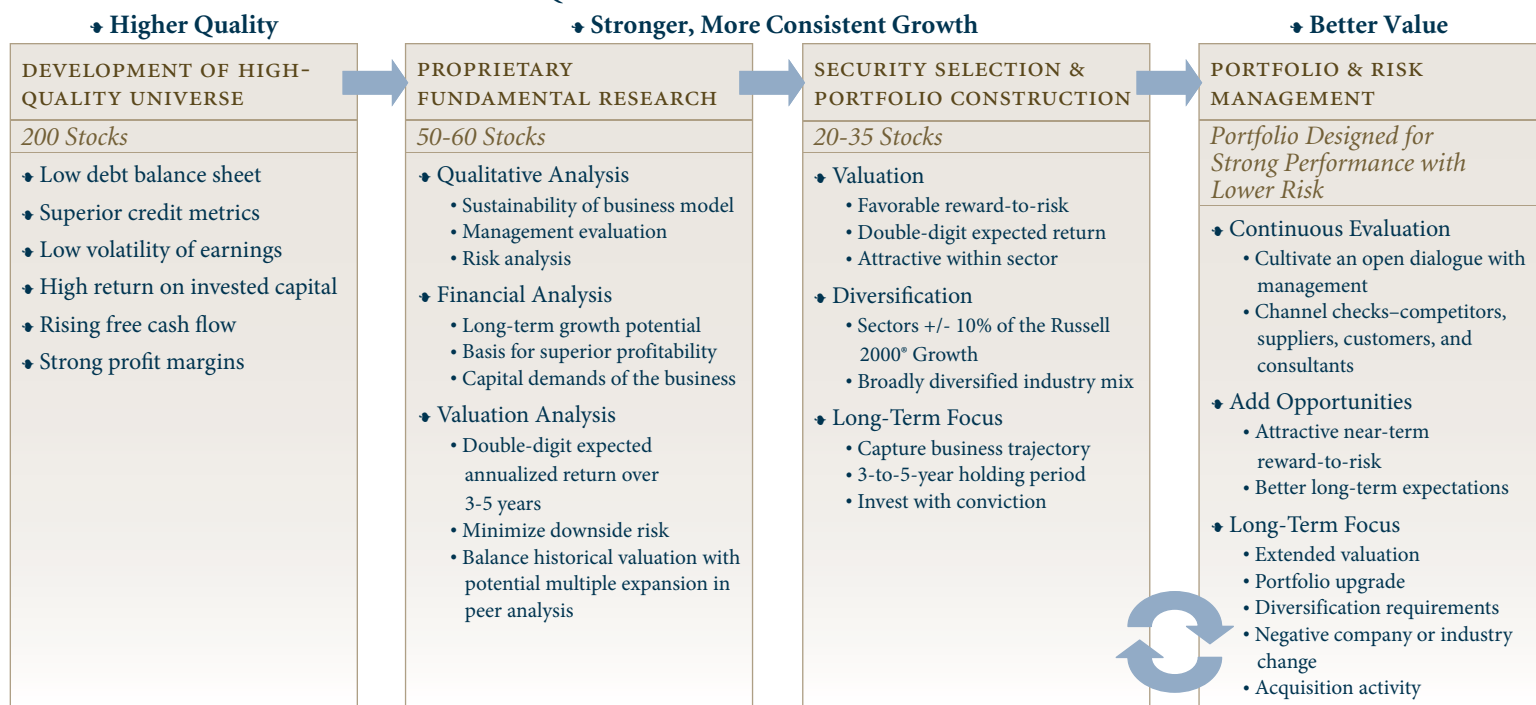 ❧ Higher Quality
❧ Stronger, More Consistent Growth
❧ Better Value
DEVELOPMENT OF HIGH-
QUALITY UNIVERSE
200 Stocks
❧ Low debt balance sheet
❧ Superior credit metrics
❧ Low volatility of earnings
❧ High return on invested capital
❧ Rising free cash flow
❧ Strong profit margins
PROPRIETARY
FUNDAMENTAL RESEARCH
50-60 Stocks
❧ Qualitative Analysis
• Sustainability of business model
• Management evaluation
• Risk analysis
❧ Financial Analysis
• Long-term growth potential
• Basis for superior profitability
• Capital demands of the business
❧ Valuation Analysis
• Double-digit expected
annualized return over
3-5 years
• Minimize downside risk
• Balance historical valuation with
potential multiple expansion in
peer analysis
SECURITY SELECTION &
PORTFOLIO CONSTRUCTION
20-35 Stocks
❧ Valuation
• Favorable reward-to-risk
• Double-digit expected return
• Attractive within sector
❧ Diversification
• Sectors +/- 10% of the Russell
2000® Growth
• Broadly diversified industry mix
❧ Long-Term Focus
• Capture business trajectory
• 3-to-5-year holding period
• Invest with conviction
PORTFOLIO & RISK
MANAGEMENT
Portfolio Designed for
Strong Performance with
Lower Risk
❧ Continuous Evaluation
• Cultivate an open dialogue with
management
• Channel checks–competitors,
suppliers, customers, and
consultants
❧ Add Opportunities
• Attractive near-term
reward-to-risk
• Better long-term expectations
❧ Long-Term Focus
• Extended valuation
• Portfolio upgrade
• Diversification requirements
• Negative company or industry
change
• Acquisition activity